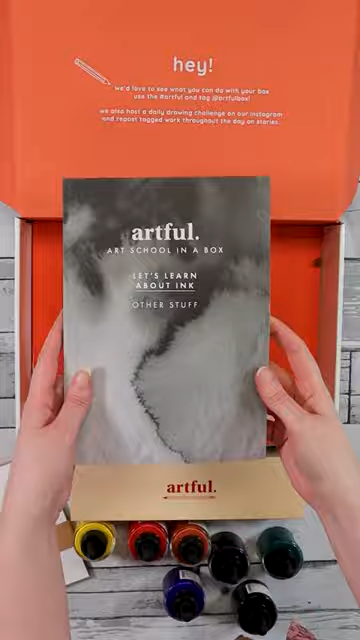 hey!
we'd love to see what you can do with your box
use the #artful and tag @artfulbox!
we also host a daily drawing challenge on our instagram
and repost tagged work throughout the day on stories.
artful.
ART SCHOOL IN A BOX
LET'S LEARN
ABOUT INK
OTHER STUFF
artful.